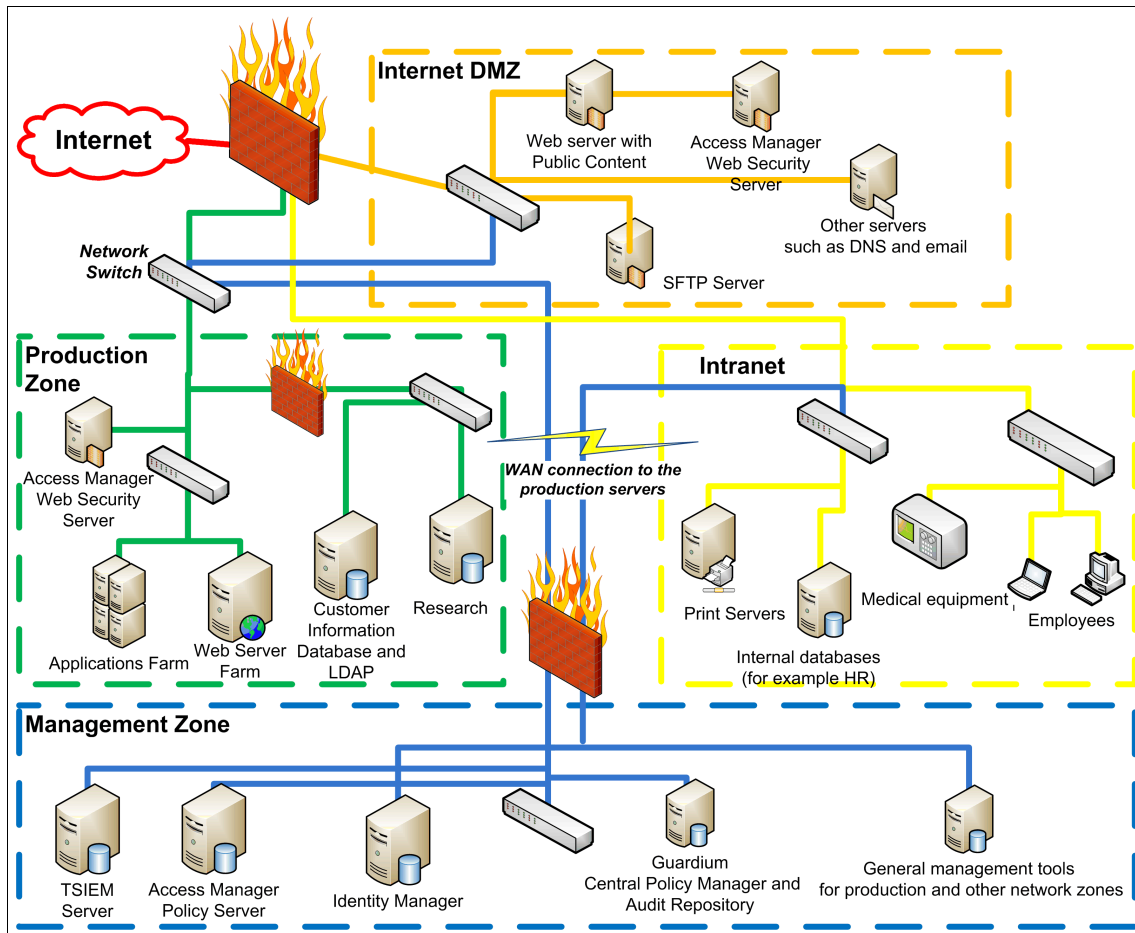 Internet DMZ
Internet
Web server with
Public Content
Access Manager
Web Security
Server
Other servers
such as DNS and email
SFTP Server
Network
Switch
Production
Zone
Access Manager
Web Security
Server
Applications Farm
Web Server
Farm
Customer
Information
Database and
LDAP
Research
WAN connection to the
production servers
Intranet
Print Servers
Internal databases
(for example HR)
Medical equipment
Employees
Management Zone
TSIEM
Server
Access Manager
Policy Server
Identity Manager
Guardium
Central Policy Manager and
Audit Repository
General management tools
for production and other network zones